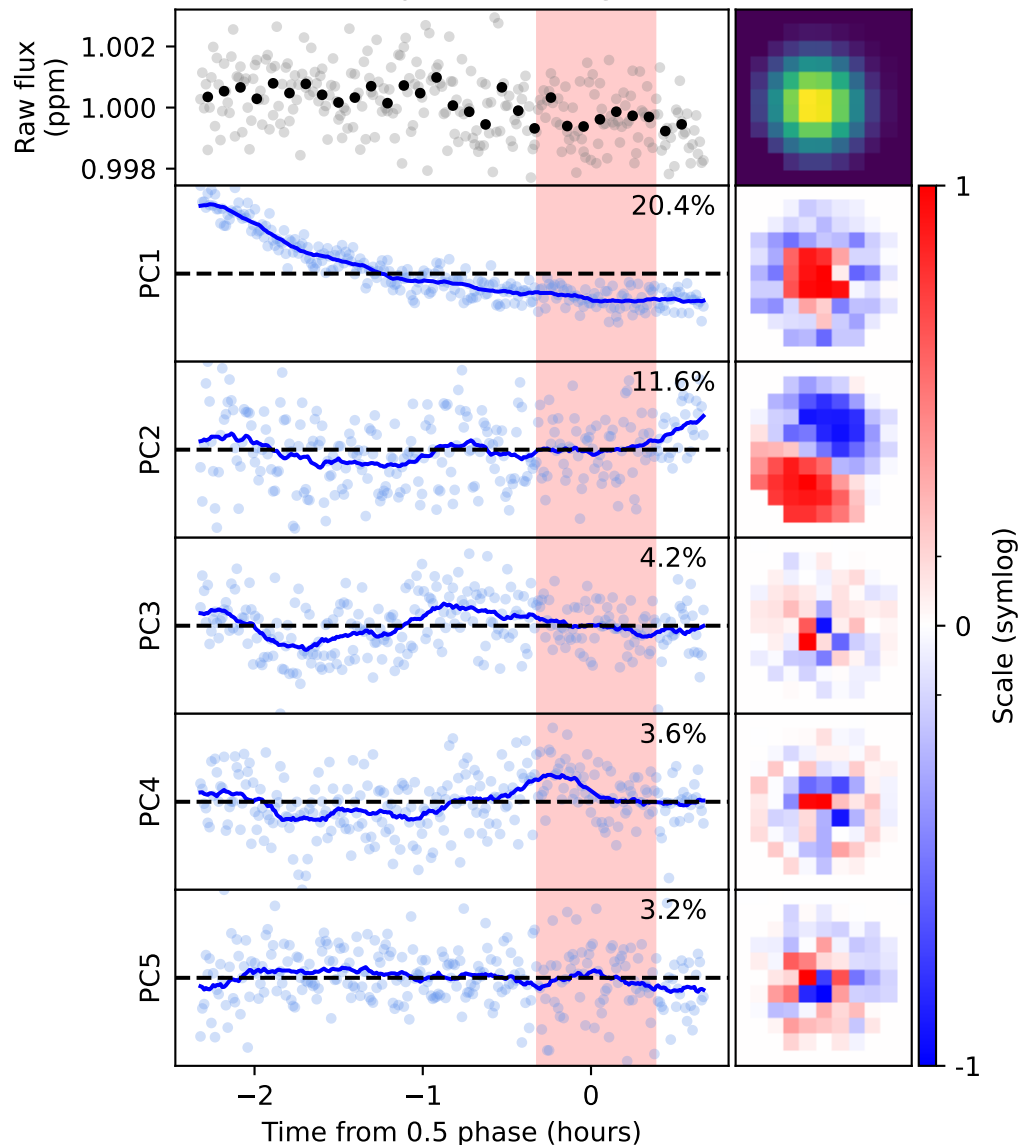 Raw flux
(ppm)
1.002
1.000
0.998
PC1
20.4%
PC2
11.6%
PC3
4.2%
PC4
3.6%
PC5
3.2%
−2
−1
0
Time from 0.5 phase (hours)
1
0
-1
Scale (symlog)